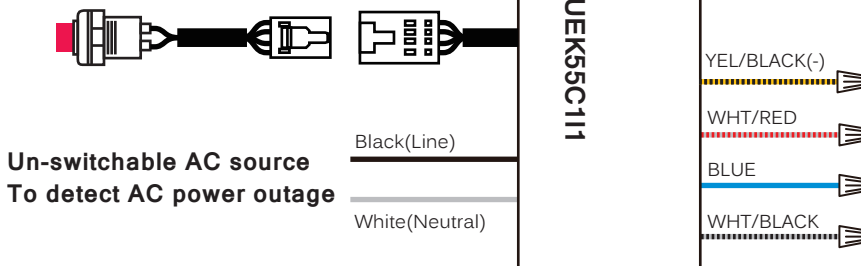 UEK55C1I1
YEL/BLACK(-)
WHT/RED
Black(Line)
Un-switchable AC source
To detect AC power outage
BLUE
White(Neutral)
WHT/BLACK